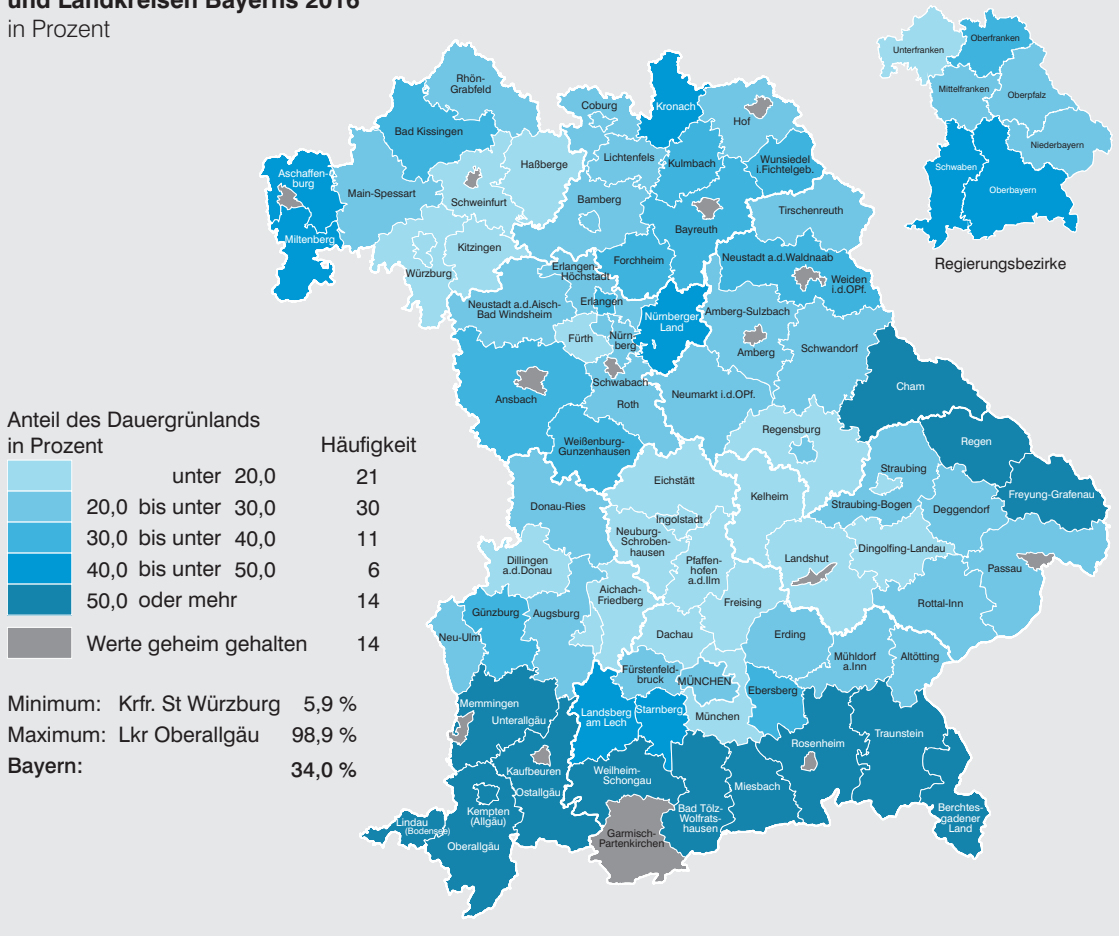 und Landkreisen Bayerns 2016
in Prozent
Unterfranken
Oberfranken
Mittelfranken
Oberpfalz
Niederbayern
Schwaben
Oberbayern
Regierungsbezirke
Rhön-
Grabfeld
Coburg
Kronach
Hof
Bad Kissingen
Lichtenfels
Kulmbach
Wunsiedel
i.Fichtelgeb.
Haßberge
Aschaffen-
burg
Main-Spessart
Schweinfurt
Bamberg
Bayreuth
Tirschenreuth
Miltenberg
Kitzingen
Würzburg
Erlangen-
Höchstadt
Forchheim
Neustadt a.d.Waldnaab
Weiden
i.d.OPf.
Neustadt a.d.Aisch-
Bad Windsheim
Erlangen
Nürnberger
Land
Amberg-Sulzbach
Fürth
Nürn-
berg
Amberg
Schwandorf
Schwabach
Ansbach
Roth
Neumarkt i.d.OPf.
Cham
Weißenburg-
Gunzenhausen
Regensburg
Regen
Eichstätt
Kelheim
Straubing
Freyung-Grafenau
Donau-Ries
Straubing-Bogen
Deggendorf
Ingolstadt
Neuburg-
Schroben-
hausen
Dillingen
a.d.Donau
Pfaffen-
hofen
a.d.Ilm
Landshut
Dingolfing-Landau
Passau
Aichach-
Friedberg
Freising
Rottal-Inn
Günzburg
Augsburg
Neu-Ulm
Dachau
Erding
Mühldorf
a.Inn
Altötting
Fürstenfeld-
bruck
MÜNCHEN
Ebersberg
München
Memmingen
Unterallgäu
Landsberg
am Lech
Starnberg
Rosenheim
Traunstein
Kaufbeuren
Weilheim-
Schongau
Ostallgäu
Miesbach
Bad Tölz-
Wolfrats-
hausen
Berchtes-
gadener
Land
Kempten
(Allgäu)
Lindau
(Bodensee)
Oberallgäu
Garmisch-
Partenkirchen
Anteil des Dauergrünlands
in Prozent Häufigkeit
unter 20,0 21
20,0 bis unter 30,0 30
30,0 bis unter 40,0 11
40,0 bis unter 50,0 6
50,0 oder mehr 14
Werte geheim gehalten 14
Minimum: Krfr. St Würzburg 5,9 %
Maximum: Lkr Oberallgäu 98,9 %
Bayern: 34,0 %